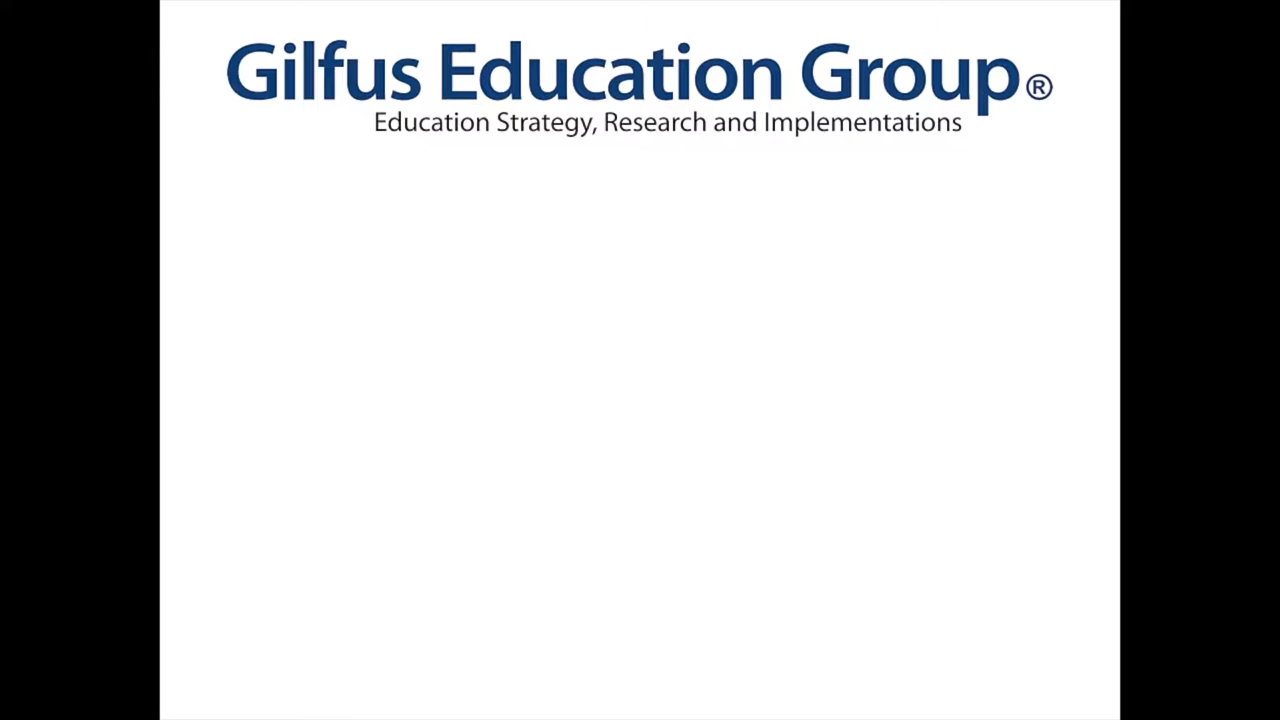 Gilfus Education Group®
Education Strategy, Research and Implementations